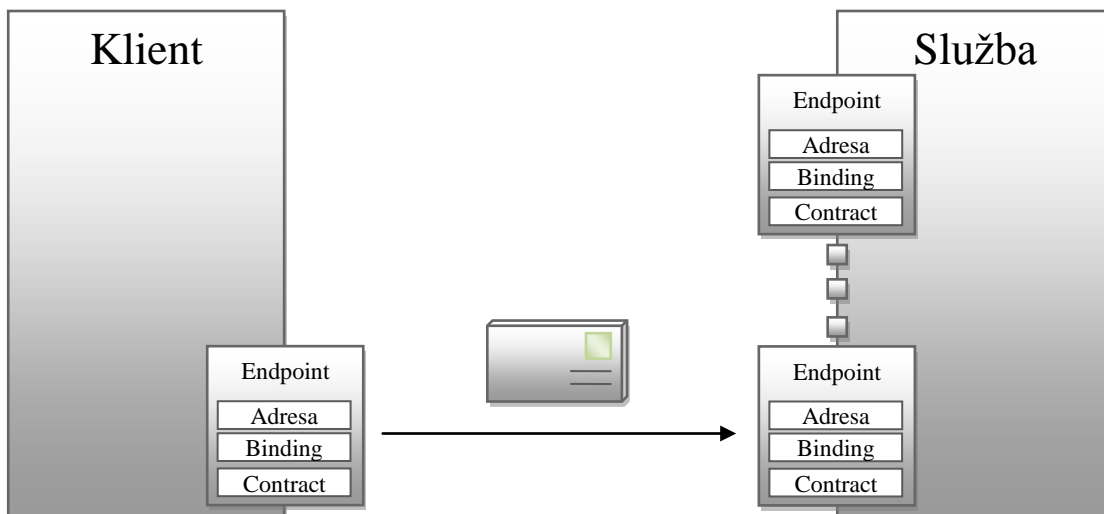 Klient
Endpoint
Adresa
Binding
Contract
Služba
Endpoint
Adresa
Binding
Contract
Endpoint
Adresa
Binding
Contract